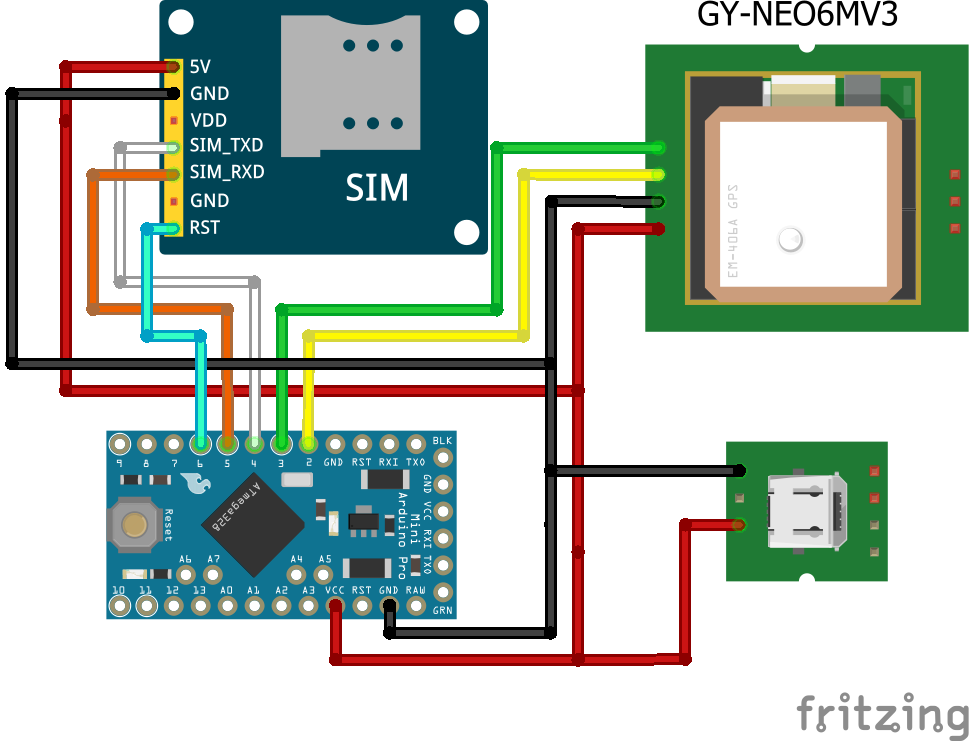 GY-NEO6MV3
5V
GND
VDD
SIM_TXD
SIM_RXD
GND
RST
SIM
EM-406A GPS
9 8 7 6 5 4 3 2 GND RST RXI TXO BLK
GND VCC RXI TXO
GRN
Reset
ATmega328
Arduino Pro
Mini
A6 A7 A4 A5
10 11 12 13 A0 A1 A2 A3 VCC RST GND RAW
fritzing